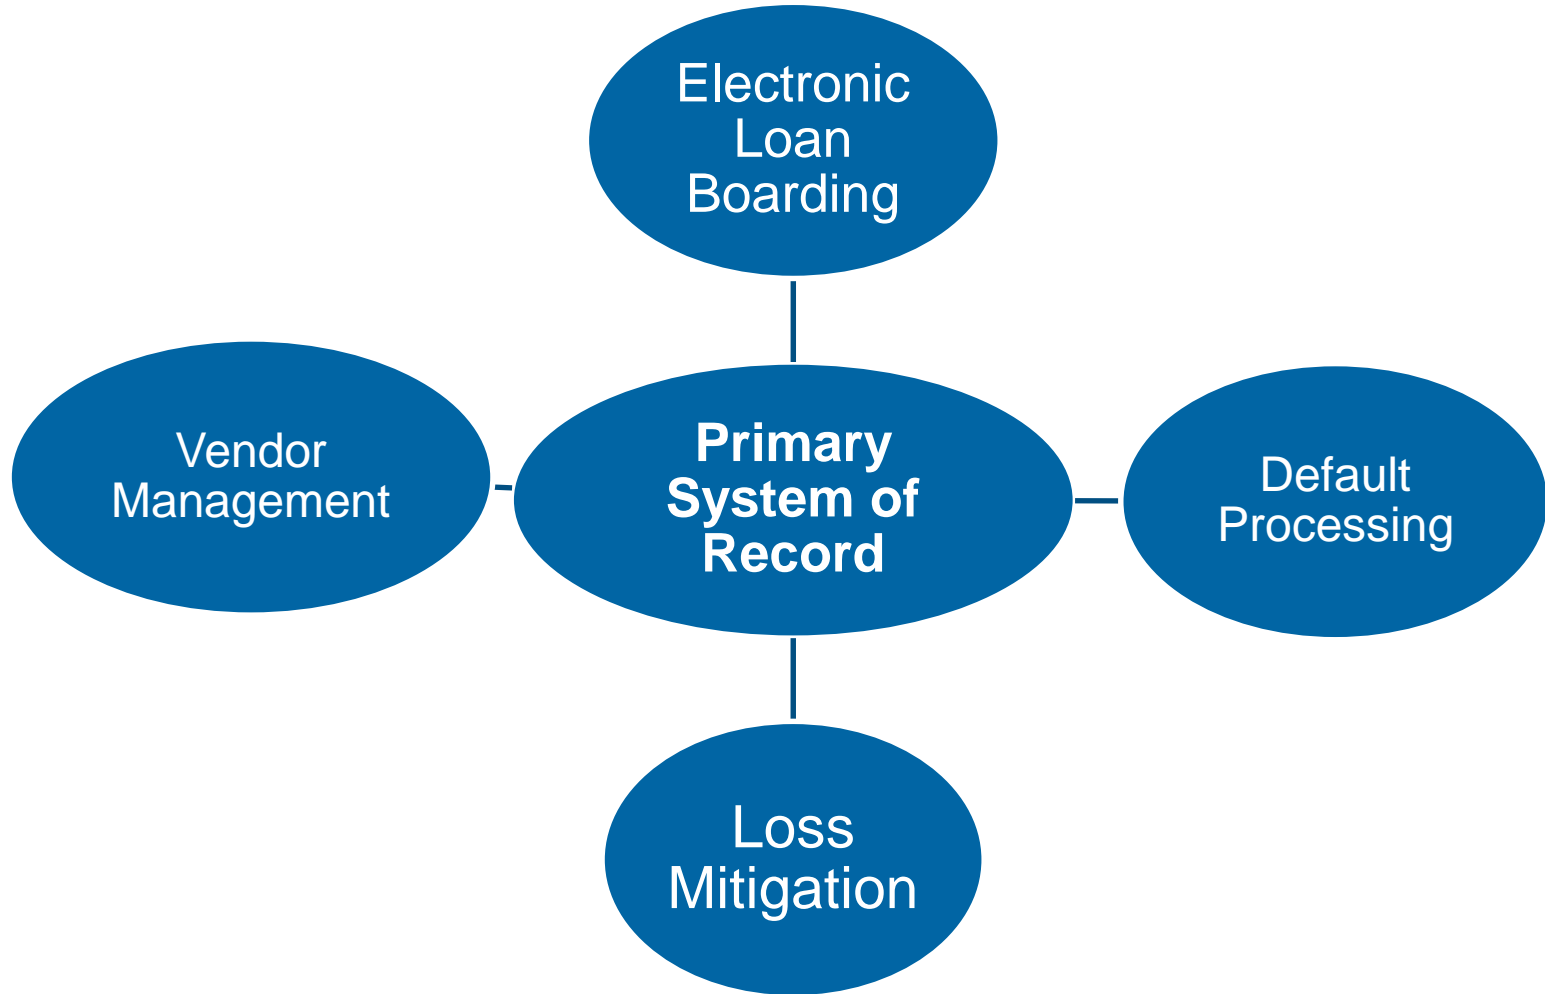 Electronic
Loan
Boarding
Vendor
Management
Primary
System of
Record
Default
Processing
Loss
Mitigation